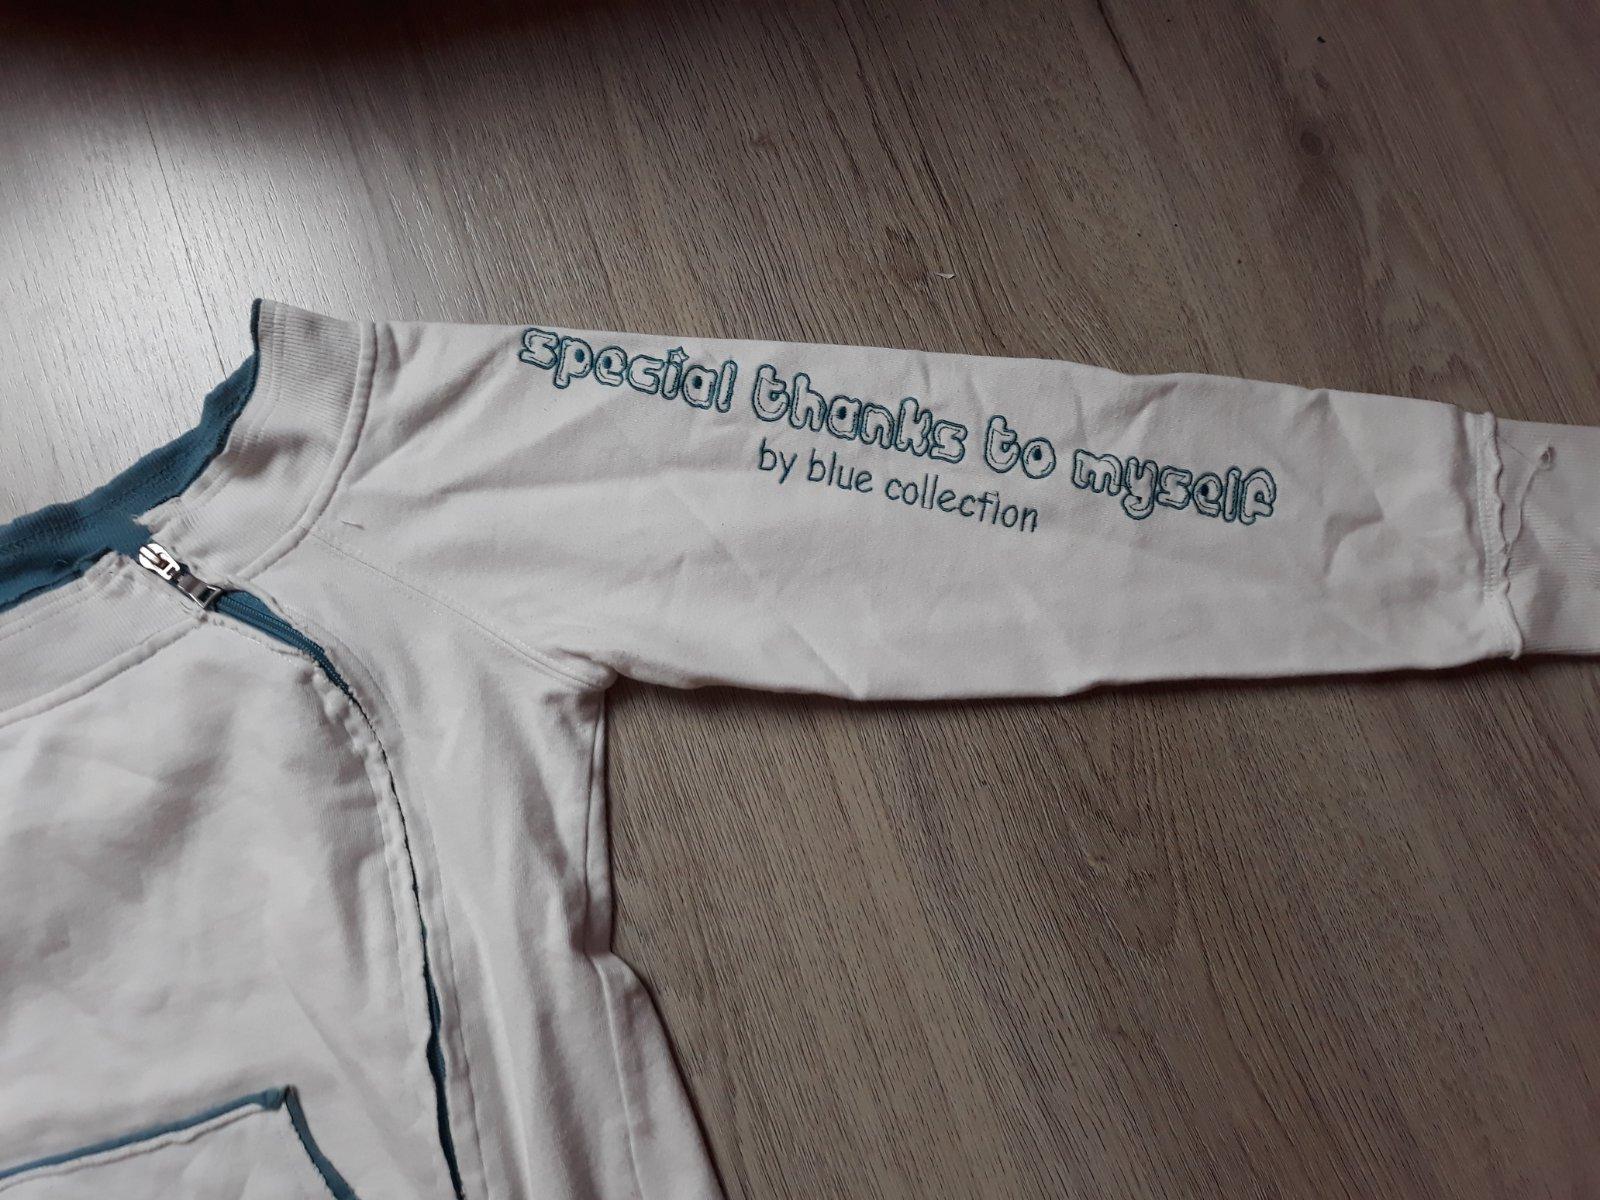 special thanks to myself
by blue collection